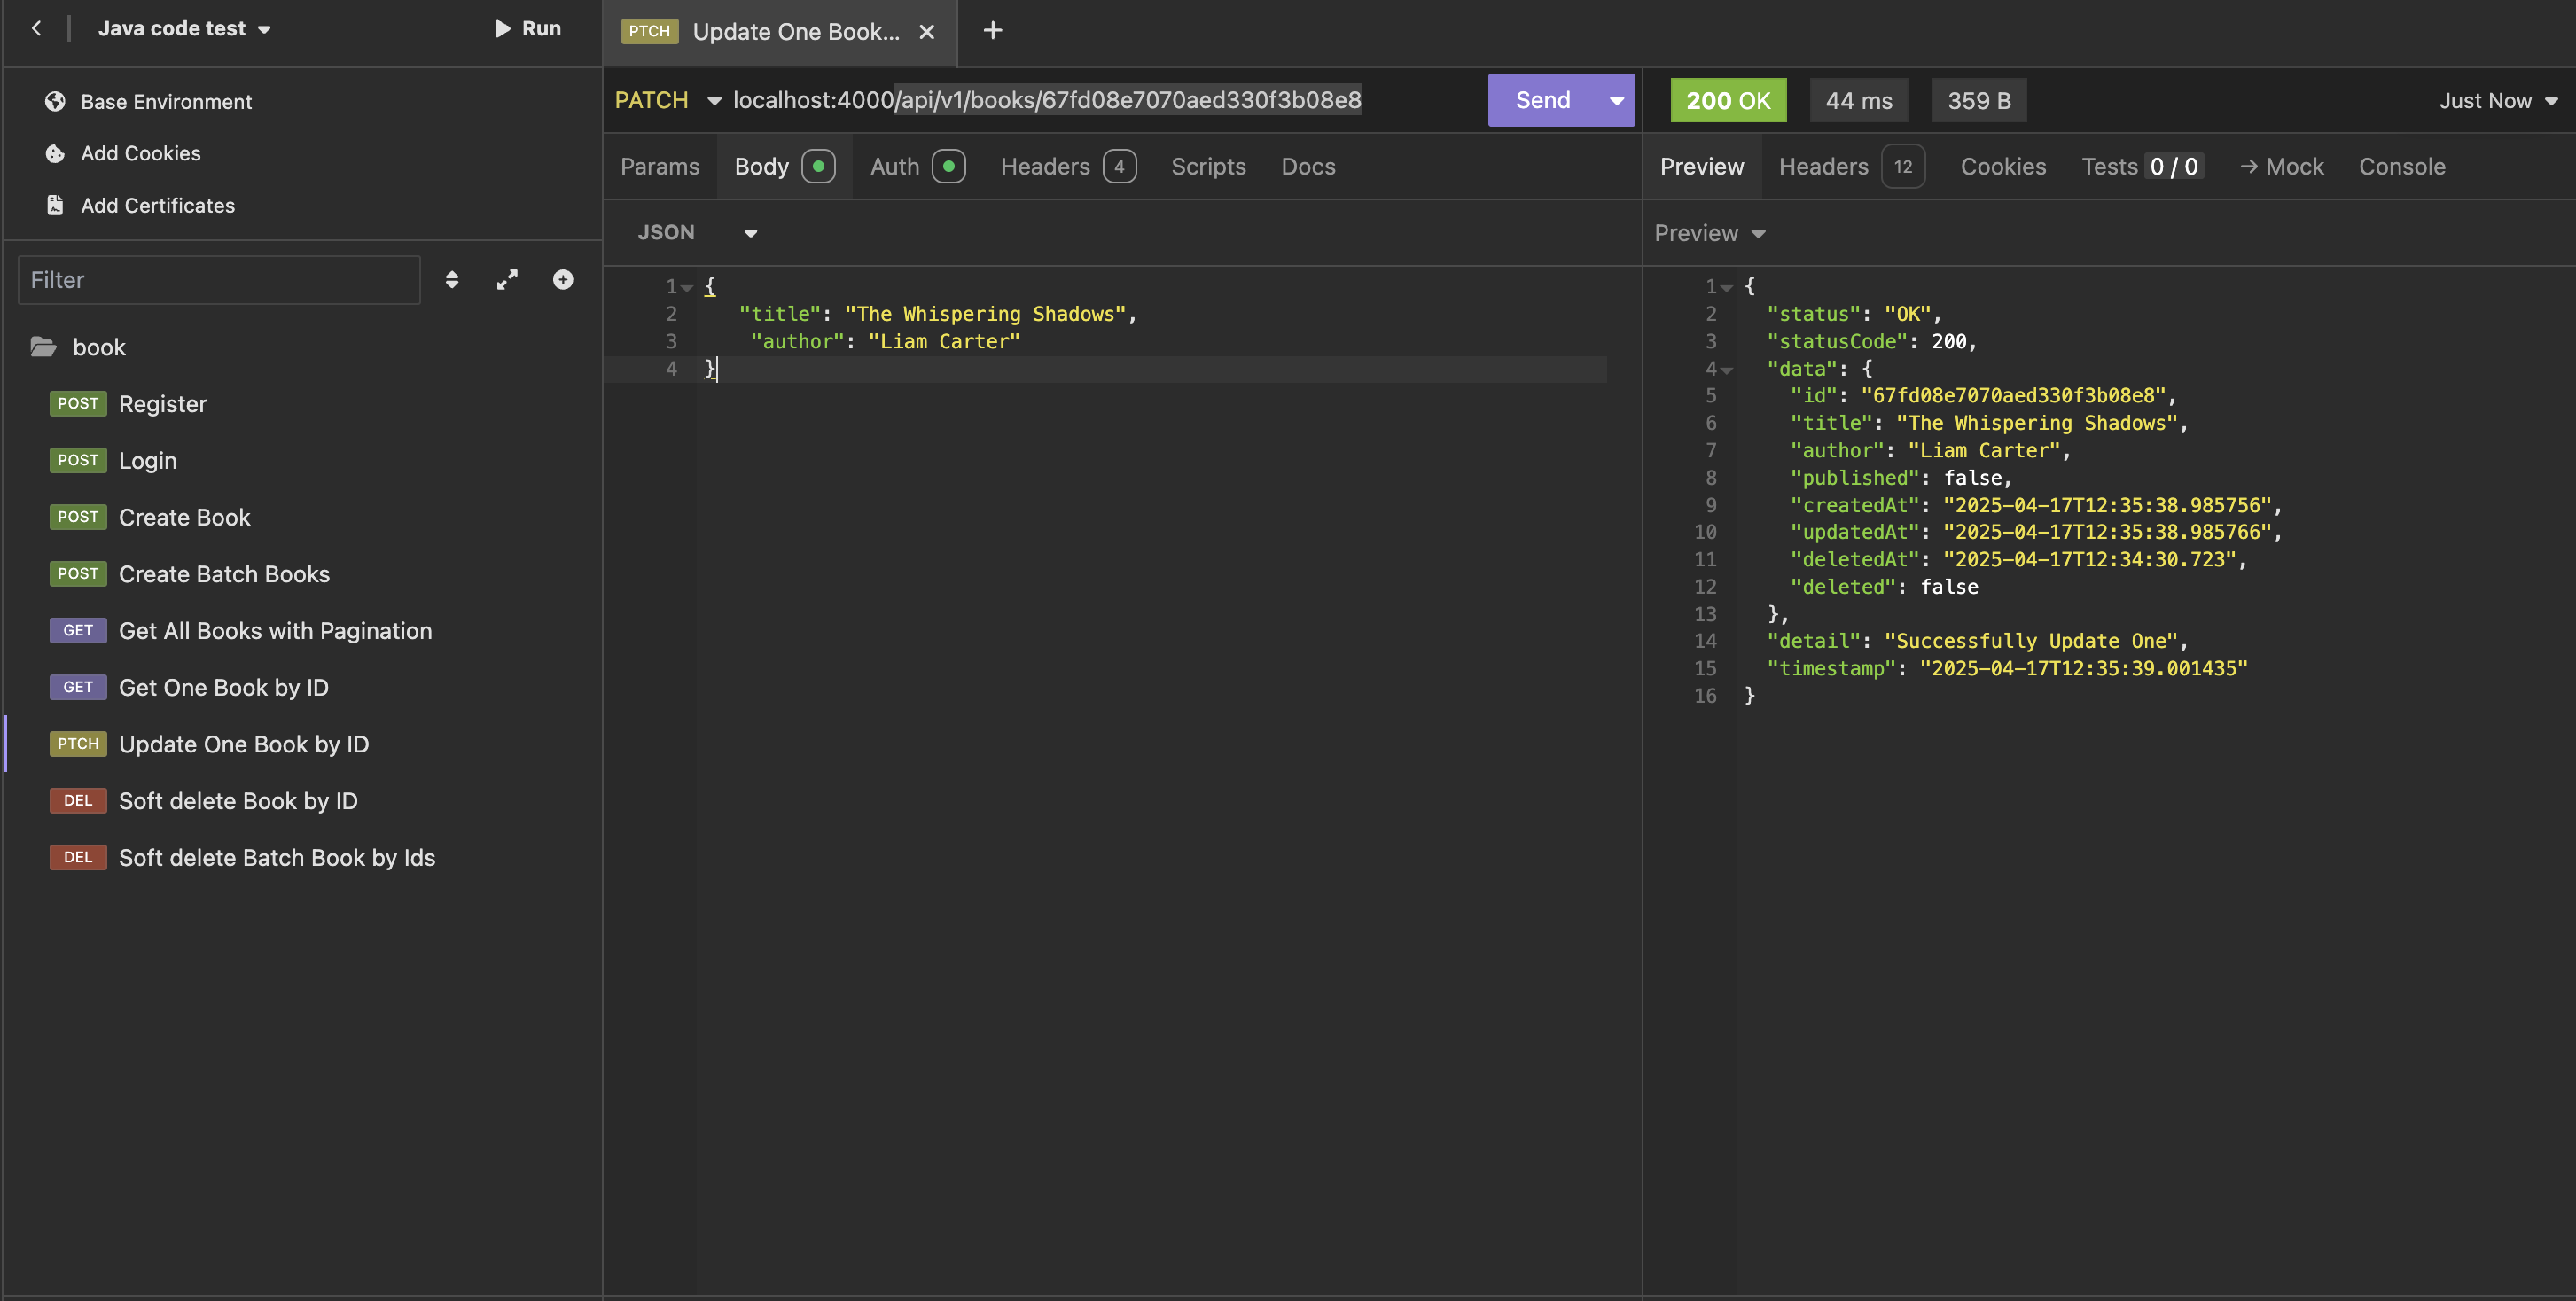 Java code test
Run
Base Environment
Add Cookies
Add Certificates
Filter
book
POST Register
POST Login
POST Create Book
POST Create Batch Books
GET Get All Books with Pagination
GET Get One Book by ID
PTCH Update One Book by ID
DEL Soft delete Book by ID
DEL Soft delete Batch Book by Ids
PTCH Update One Book...
PATCH localhost:4000/api/v1/books/67fd08e7070aed330f3b08e8 Send
Params Body Auth Headers 4 Scripts Docs
JSON
1 {
2 "title": "The Whispering Shadows",
3 "author": "Liam Carter"
4 }
200 OK 44 ms 359 B Just Now
Preview Headers 12 Cookies Tests 0 / 0 → Mock Console
Preview
1 {
2 "status": "OK",
3 "statusCode": 200,
4 "data": {
5 "id": "67fd08e7070aed330f3b08e8",
6 "title": "The Whispering Shadows",
7 "author": "Liam Carter",
8 "published": false,
9 "createdAt": "2025-04-17T12:35:38.985756",
10 "updatedAt": "2025-04-17T12:35:38.985766",
11 "deletedAt": "2025-04-17T12:34:30.723",
12 "deleted": false
13 },
14 "detail": "Successfully Update One",
15 "timestamp": "2025-04-17T12:35:39.001435"
16 }